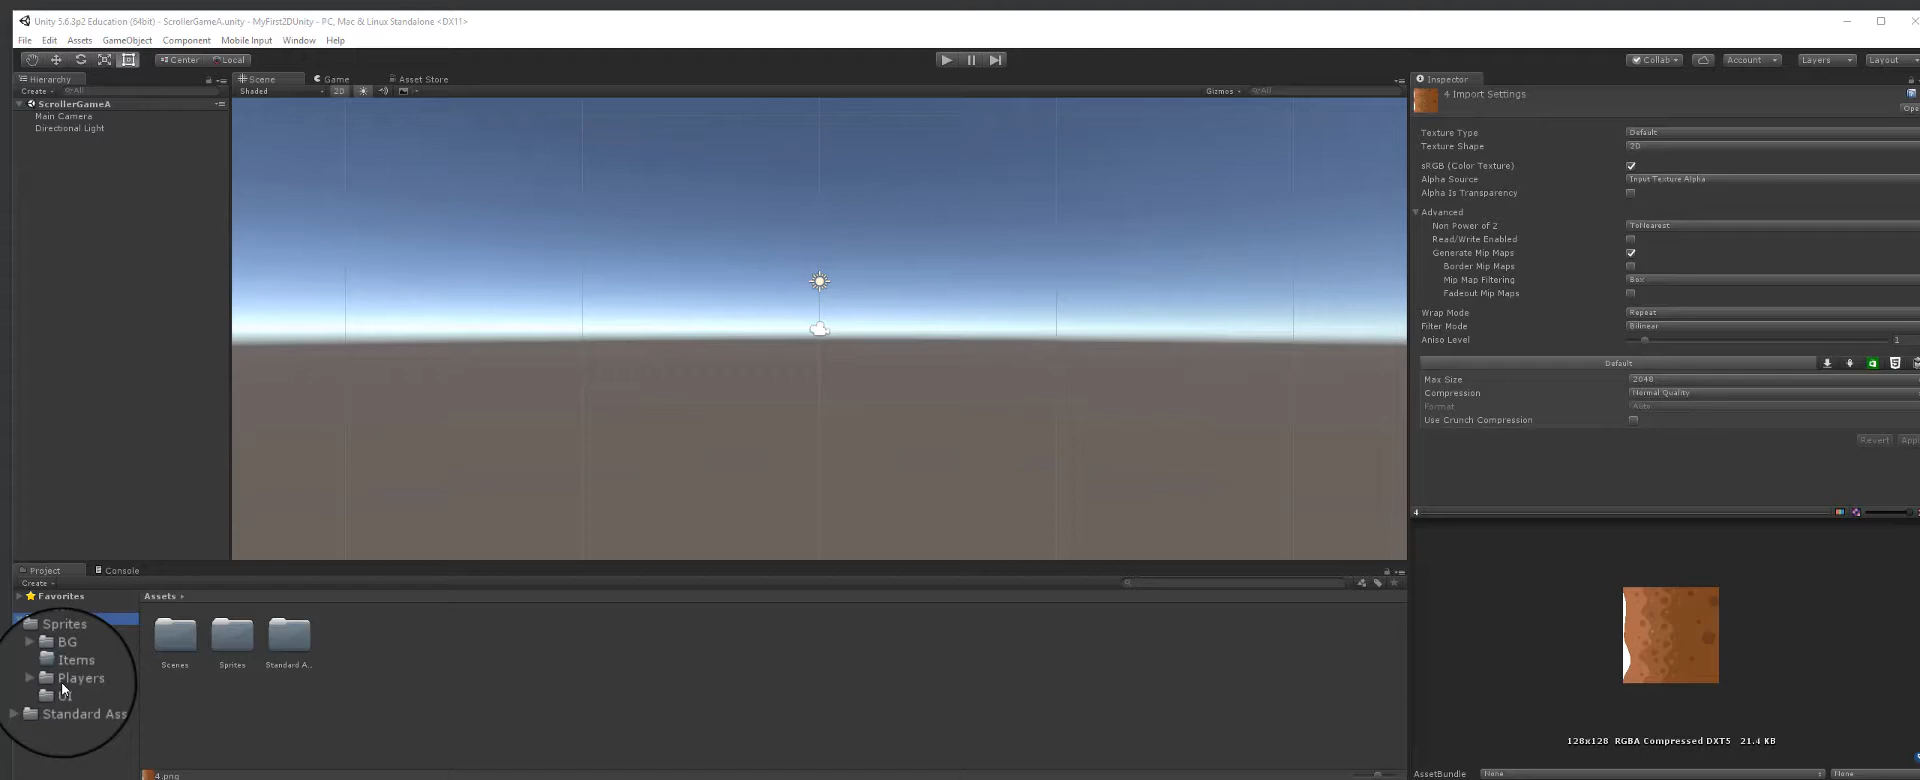 Unity 5.6.3p2 Education (64bit) - ScrollerGameA.unity - MyFirst2DUnity - PC, Mac & Linux Standalone <DX11>
File Edit Assets GameObject Component Mobile Input Window Help
Center Local Collab Account Layers Layout
Hierarchy Scene Game Asset Store Inspector
Create All Shaded 2D Gizmos All
ScrollerGameA
Main Camera
Directional Light
4 Import Settings
Texture Type Default
Texture Shape 2D
sRGB (Color Texture)
Alpha Source Input Texture Alpha
Alpha Is Transparency
Advanced
Non Power of 2 ToNearest
Read/Write Enabled
Generate Mip Maps
Border Mip Maps
Mip Map Filtering Box
Fadeout Mip Maps
Wrap Mode Repeat
Filter Mode Bilinear
Aniso Level 1
Default
Max Size 2048
Compression Normal Quality
Format Auto
Use Crunch Compression
Revert
4
Project Console
Create
Favorites
Assets
Sprites
BG
Items
Players
UI
Standard Ass
Scenes Sprites Standard A...
4.png
128x128 RGBA Compressed DXT5 21.4 KB
AssetBundle None None